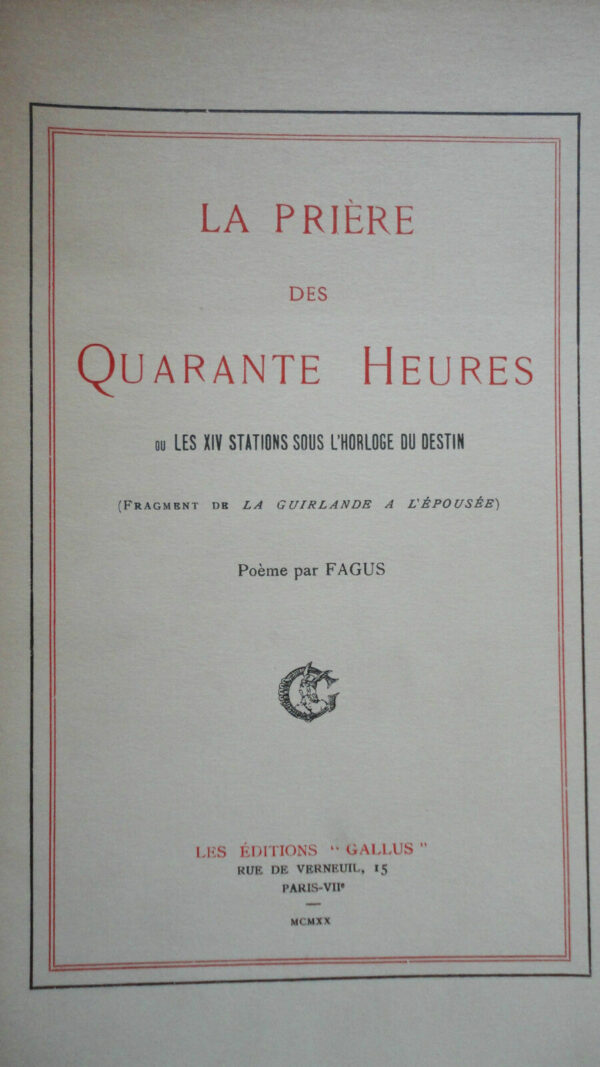 LA PRIÈRE
DES
QUARANTE HEURES
OU LES XIV STATIONS SOUS L'HORLOGE DU DESTIN
(FRAGMENT DE LA GUIRLANDE A L'ÉPOUSÉE)
Poème par FAGUS
LES ÉDITIONS “ GALLUS ”
RUE DE VERNEUIL, 15
PARIS-VIIe
MCMXX